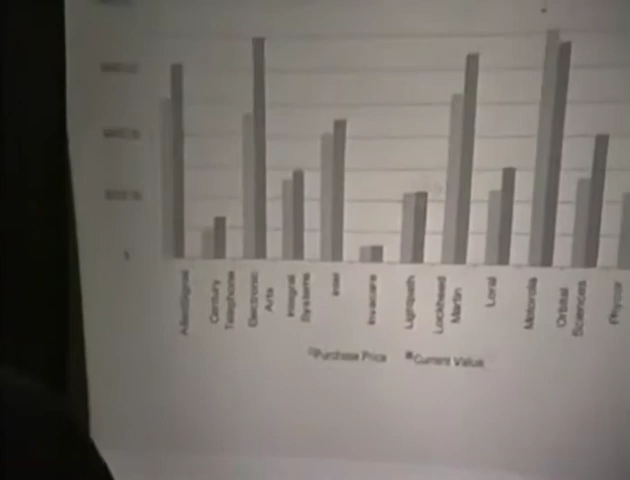 AlliedSignal
Century
Telephone
Electronic
Arts
Integral
Systems
Intel
Invacare
Lockheed
Martin
Loral
Motorola
Orbital
Sciences
Purchase Price
Current Value